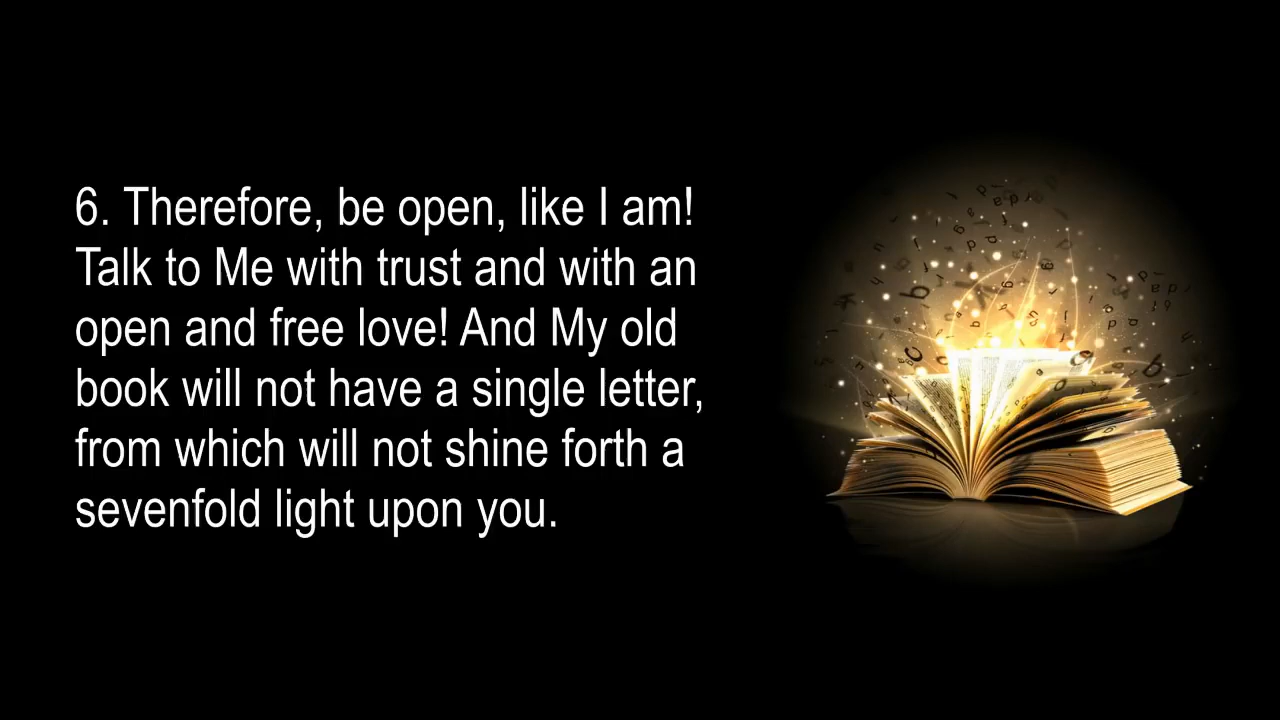 6. Therefore, be open, like I am!
Talk to Me with trust and with an
open and free love! And My old
book will not have a single letter,
from which will not shine forth a
sevenfold light upon you.